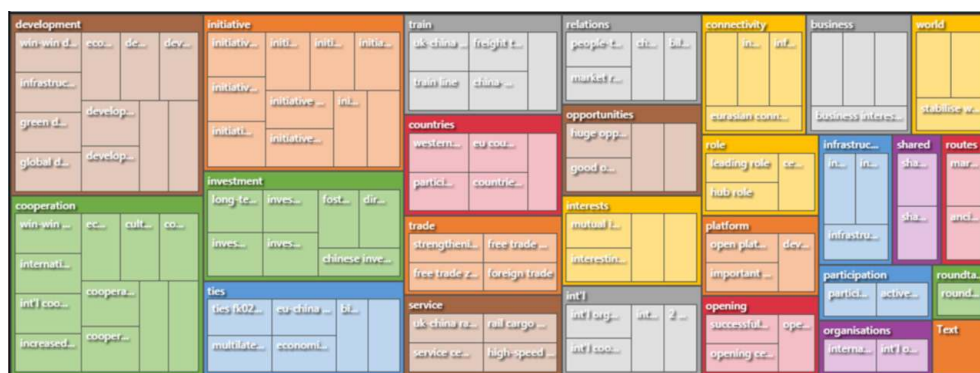 development
win-win d...
eco...
de...
dev...
infrastruc...
green d...
develop...
global d...
develop...
cooperation
win-win ...
ec...
cult...
co...
internati...
int'l coo...
coopera...
increased...
cooper...
initiative
initiativ...
initi...
initi...
initia...
initiativ...
initiative ...
ini...
initiati...
initiative...
investment
long-te...
inves...
fost...
dir...
inves...
inves...
chinese inve...
ties
ties fk02...
eu-china ...
bl...
multilate...
economi...
train
uk-china ...
freight t...
train line
china-...
countries
western...
eu cou...
partici...
countrie...
trade
strengtheni...
free trade ...
free trade z...
foreign trade
service
uk-china ra...
rail cargo ...
service ce...
high-speed ...
relations
people-t...
ch...
bil...
market r...
opportunities
huge opp...
good o...
interests
mutual i...
interestin...
int'l
int'l org...
int...
2 ...
int'l coo...
connectivity
in...
inf...
eurasian conn...
role
leading role
ce...
hub role
platform
open plat...
dev...
important ...
opening
successful...
ope...
opening ce...
business
business interes...
infrastruc...
in...
in...
infrastru...
participation
partici...
active...
organisations
interna...
int'l o...
shared
sha...
sha...
world
stabilise w...
routes
mar...
anci...
roundta...
round...
Text